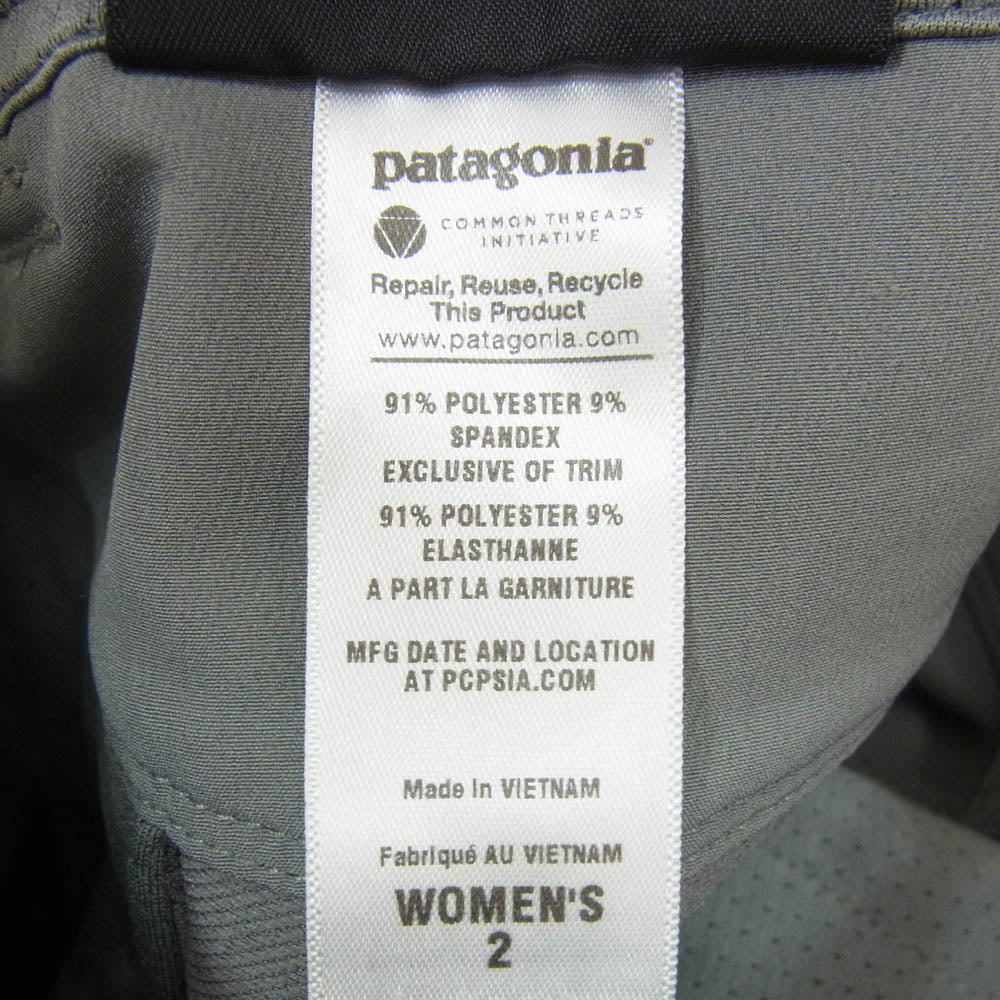 patagonia®
COMMON THREADS
INITIATIVE
Repair, Reuse, Recycle
This Product
www.patagonia.com
91% POLYESTER 9%
SPANDEX
EXCLUSIVE OF TRIM
91% POLYESTER 9%
ELASTHANNE
A PART LA GARNITURE
MFG DATE AND LOCATION
AT PCPSIA.COM
Made In VIETNAM
Fabriqué AU VIETNAM
WOMEN'S
2